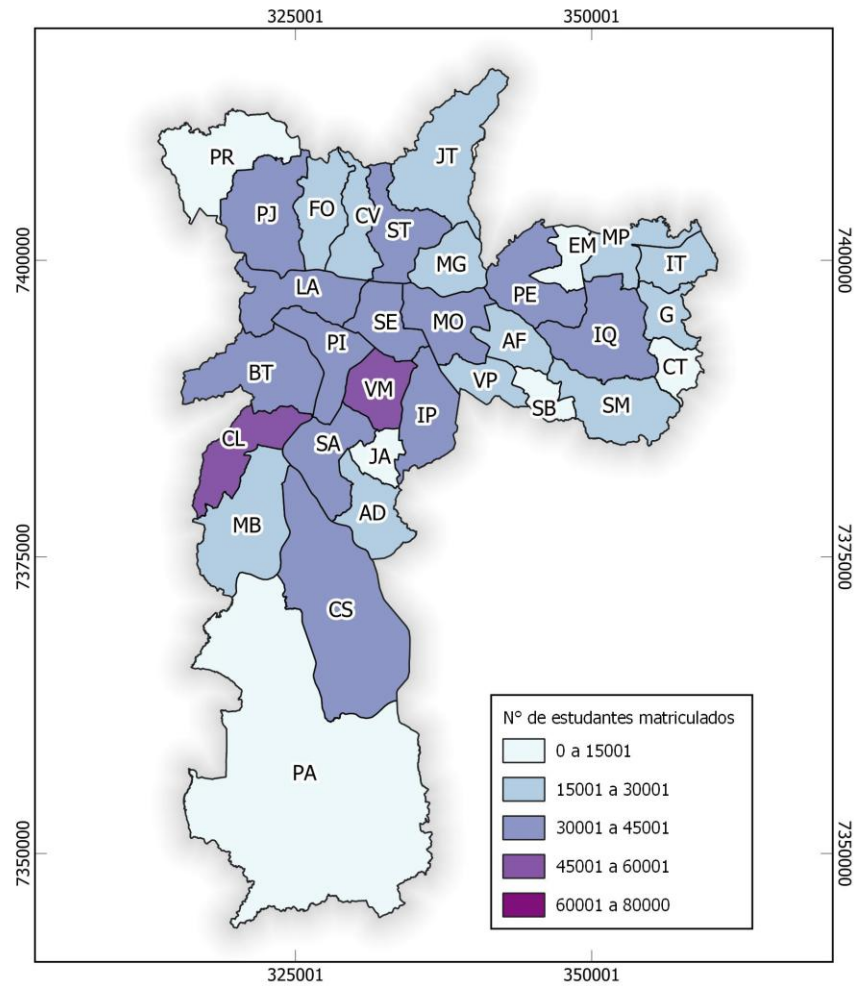 325001 350001
PR
JT
PJ
FO
CV
ST
7400000
EM
MP
7400000
MG
IT
LA
PE
SE
MO
G
IQ
PI
AF
BT
CT
VM
VP
SB
SM
IP
CL
SA
JA
AD
MB
7375000
7375000
CS
N° de estudantes matriculados
0 a 15001
PA
15001 a 30001
30001 a 45001
7350000
7350000
45001 a 60001
60001 a 80000
325001 350001